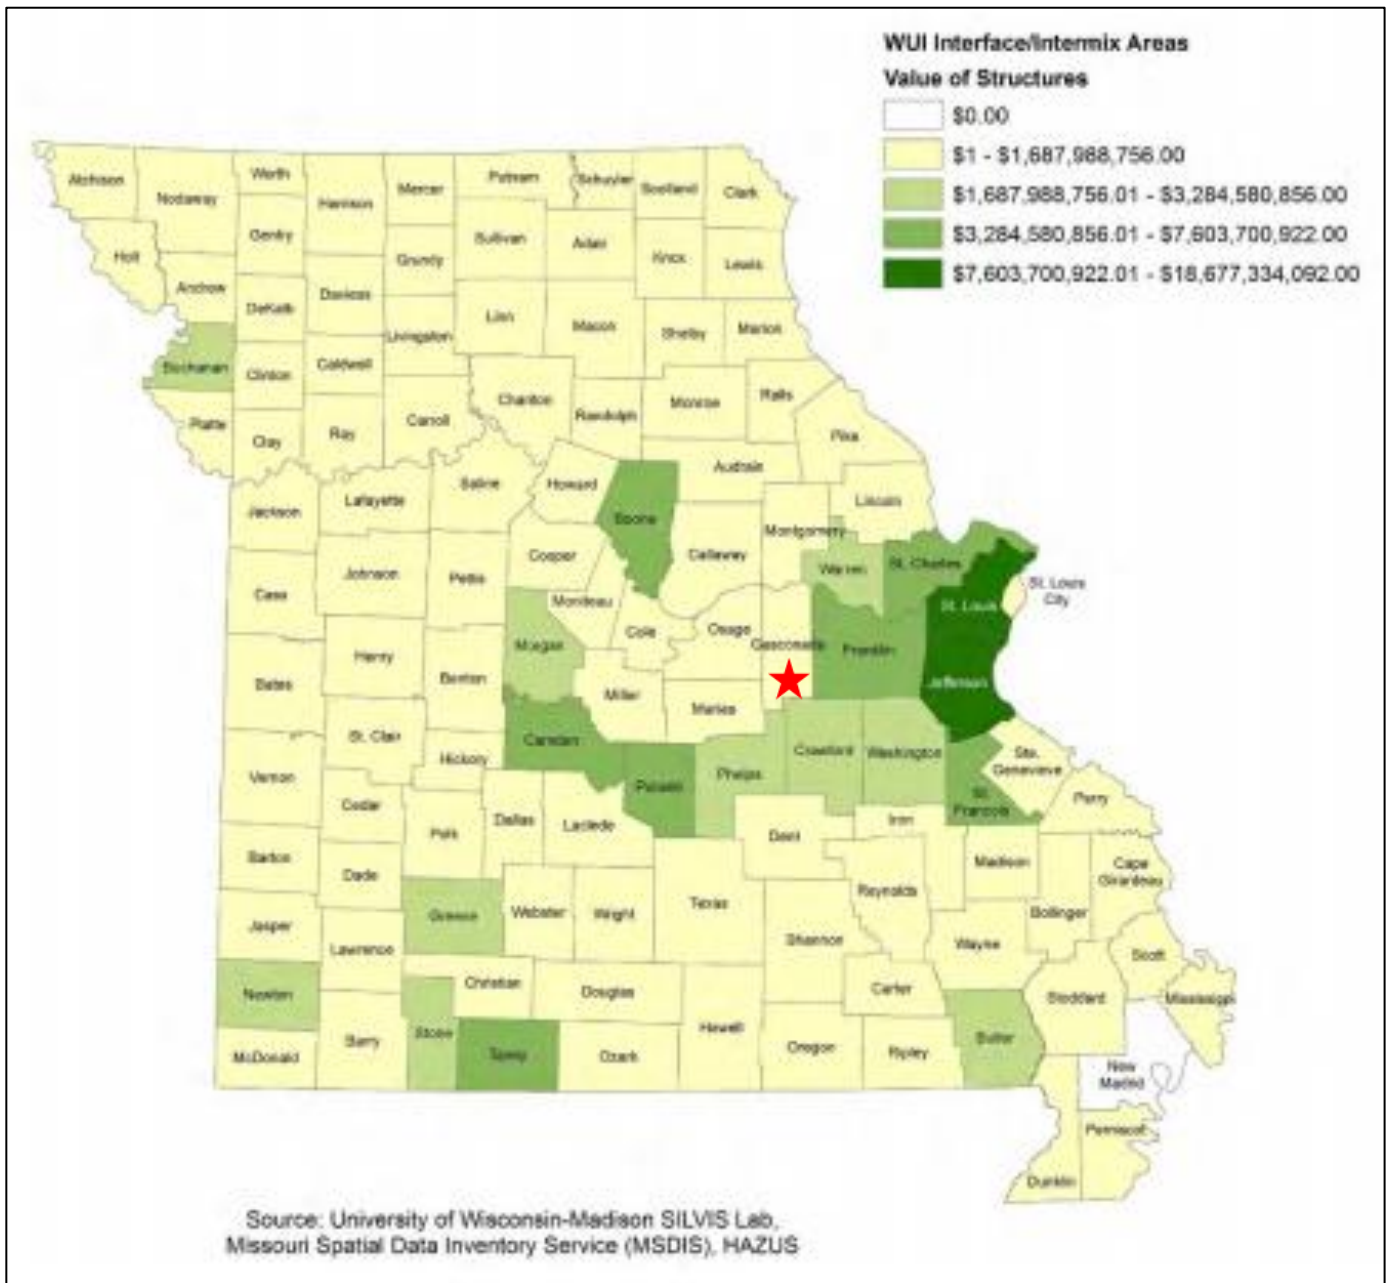 WUI Interface/Intermix Areas
Value of Structures
$0.00
$1 - $1,687,988,756.00
$1,687,988,756.01 - $3,284,580,856.00
$3,284,580,856.01 - $7,603,700,922.00
$7,603,700,922.01 - $18,677,334,092.00
Atchison
Nodaway
Worth
Harrison
Mercer
Putnam
Schuyler
Scotland
Clark
Gentry
Sullivan
Adair
Knox
Lewis
Holt
Andrew
DeKalb
Daviess
Grundy
Linn
Macon
Shelby
Marion
Livingston
Buchanan
Clinton
Caldwell
Chariton
Randolph
Monroe
Ralls
Platte
Clay
Ray
Carroll
Pike
Audrain
Jackson
Lafayette
Saline
Howard
Boone
Lincoln
Montgomery
Callaway
Cooper
Warren
St. Charles
St. Louis
City
Cass
Johnson
Pettis
Moniteau
Cole
Osage
Gasconade
Franklin
St. Louis
Morgan
Henry
Benton
Bates
Miller
Maries
Jefferson
St. Clair
Hickory
Camden
Crawford
Washington
Ste.
Genevieve
Vernon
Cedar
Polk
Dallas
Laclede
Pulaski
Phelps
Dent
Iron
St.
Francois
Perry
Barton
Dade
Madison
Cape
Girardeau
Jasper
Lawrence
Greene
Webster
Wright
Texas
Reynolds
Bollinger
Shannon
Wayne
Scott
Newton
Christian
Douglas
Carter
Stoddard
Mississippi
McDonald
Barry
Stone
Taney
Ozark
Howell
Oregon
Ripley
Butler
New
Madrid
Pemiscot
Dunklin
Source: University of Wisconsin-Madison SILVIS Lab,
Missouri Spatial Data Inventory Service (MSDIS), HAZUS